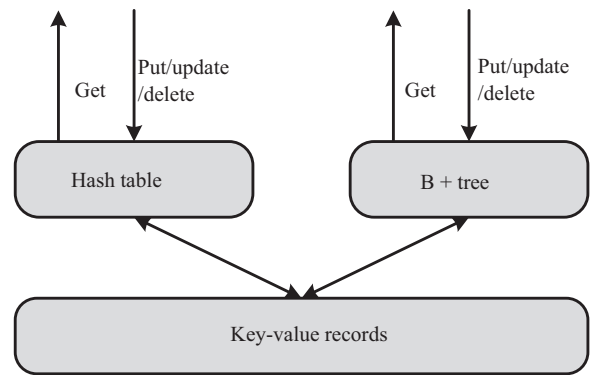 Get
Put/update
/delete
Get
Put/update
/delete
Hash table
B + tree
Key-value records